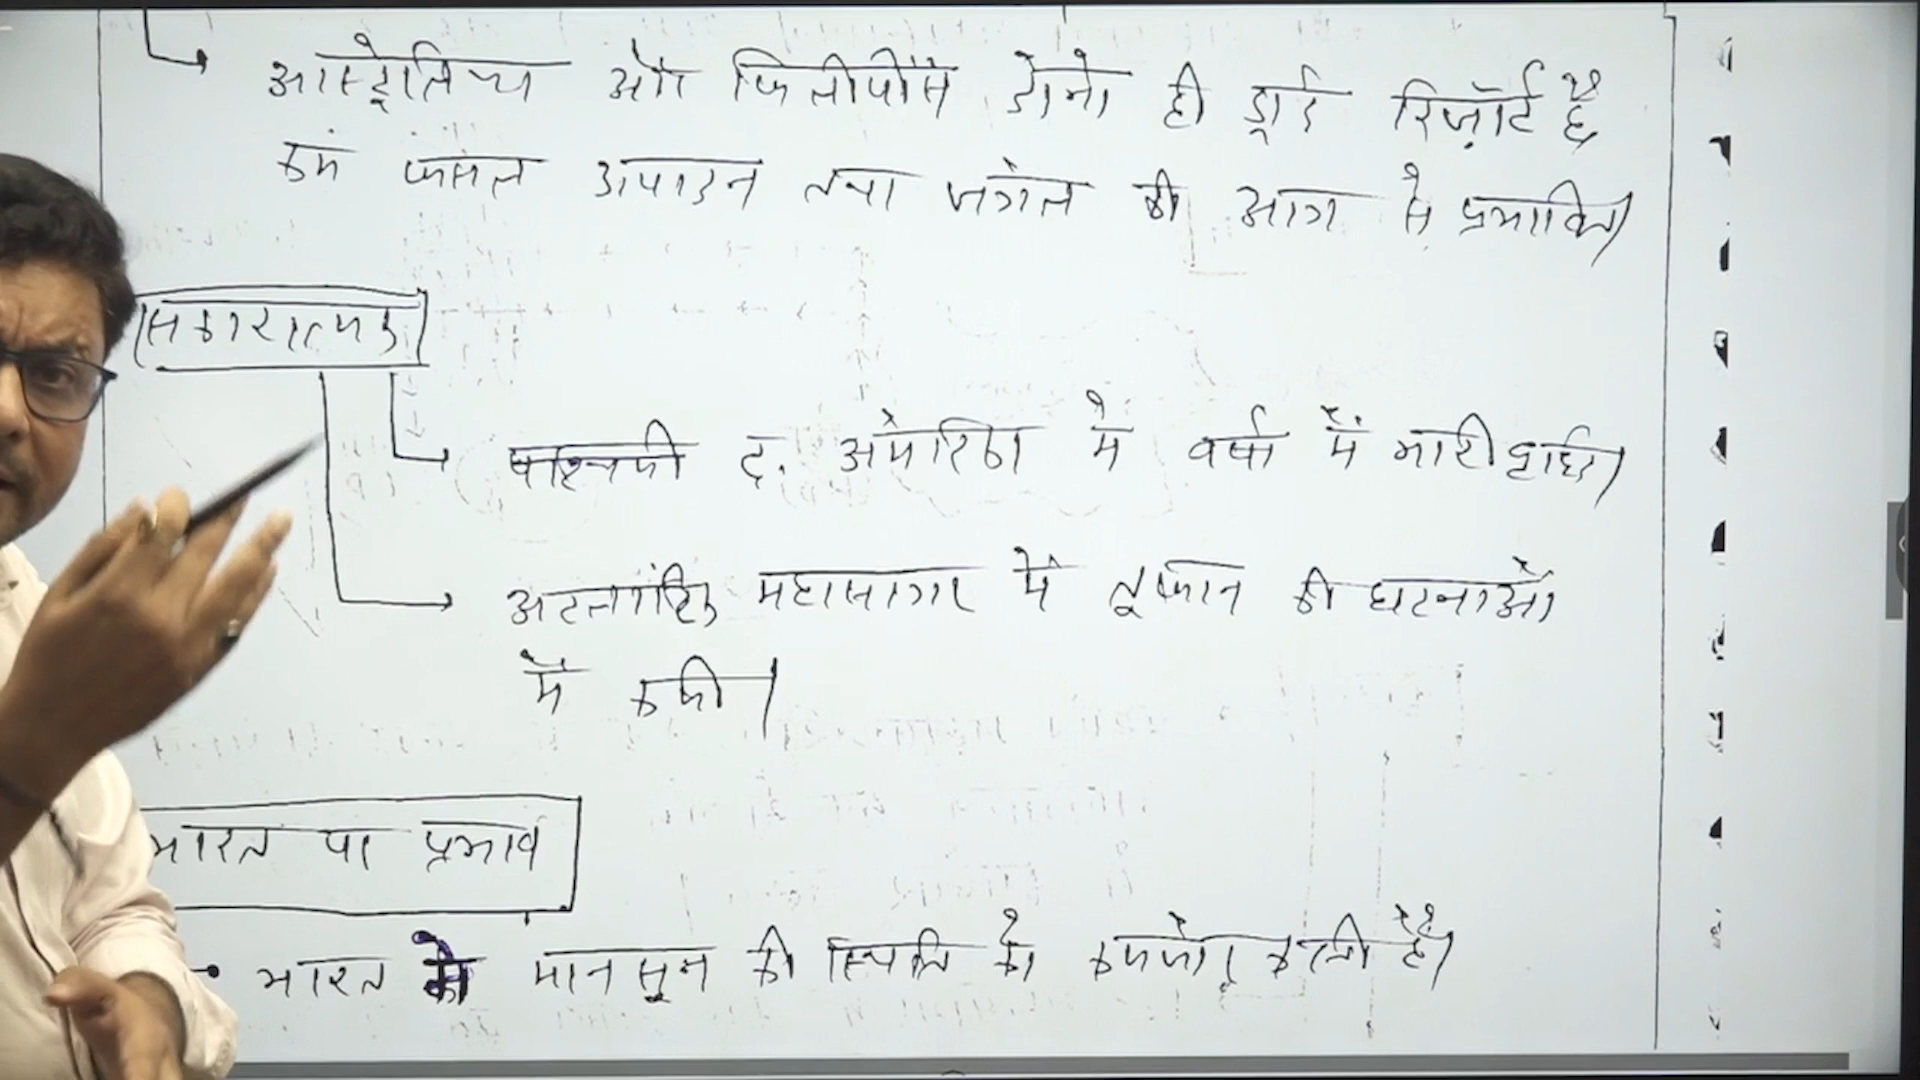 आस्ट्रेलिया और फिलीपींस दोनो ही ड्राई रिज़ॉर्ट है
कम फसल उत्पादन तथा जंगल की आग से प्रभावित।
सकारात्मक
पश्चिमी द. अमेरिका मे वर्षा में भारी वृद्धि।
अटलांटिक महासागर में तूफान की घटनाओं
में कमी।
भारत पर प्रभाव
• भारत में मानसून की स्थिति को कमजोर करती है।